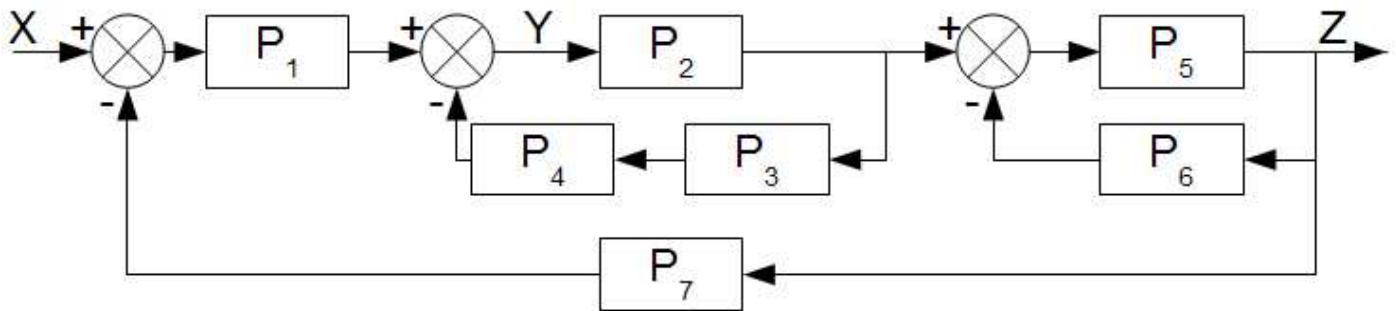 X + P1 + Y P2 + P5 Z
- - P4 P3 - P6
- P7